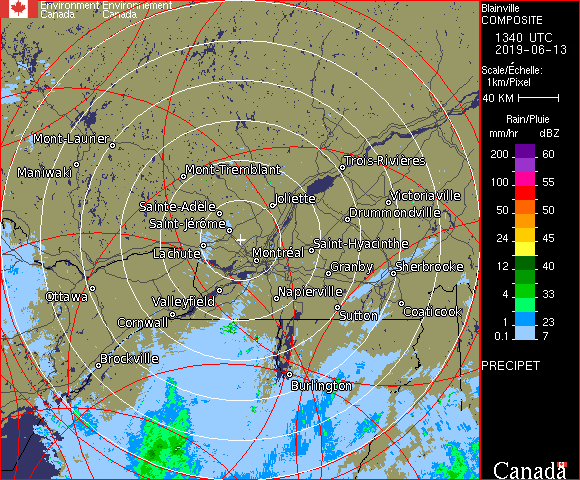 Environment Environnement
Canada Canada
Blainville
COMPOSITE
1340 UTC
2019-06-13
Scale/Échelle:
1km/Pixel
40 KM
Rain/Pluie
mm/hr dBZ
200 60
100 55
50 50
24 45
12 40
4 33
1 23
0.1 7
PRECIPET
Canada
Mont-Laurier
Maniwaki
Mont-Tremblant
Trois-Rivières
Joliette
Victoriaville
Sainte-Adèle
Drummondville
Saint-Jérôme
Lachute
Montréal
Saint-Hyacinthe
Granby
Sherbrooke
Ottawa
Valleyfield
Napierville
Cornwall
Sutton
Coaticook
Brockville
Burlington